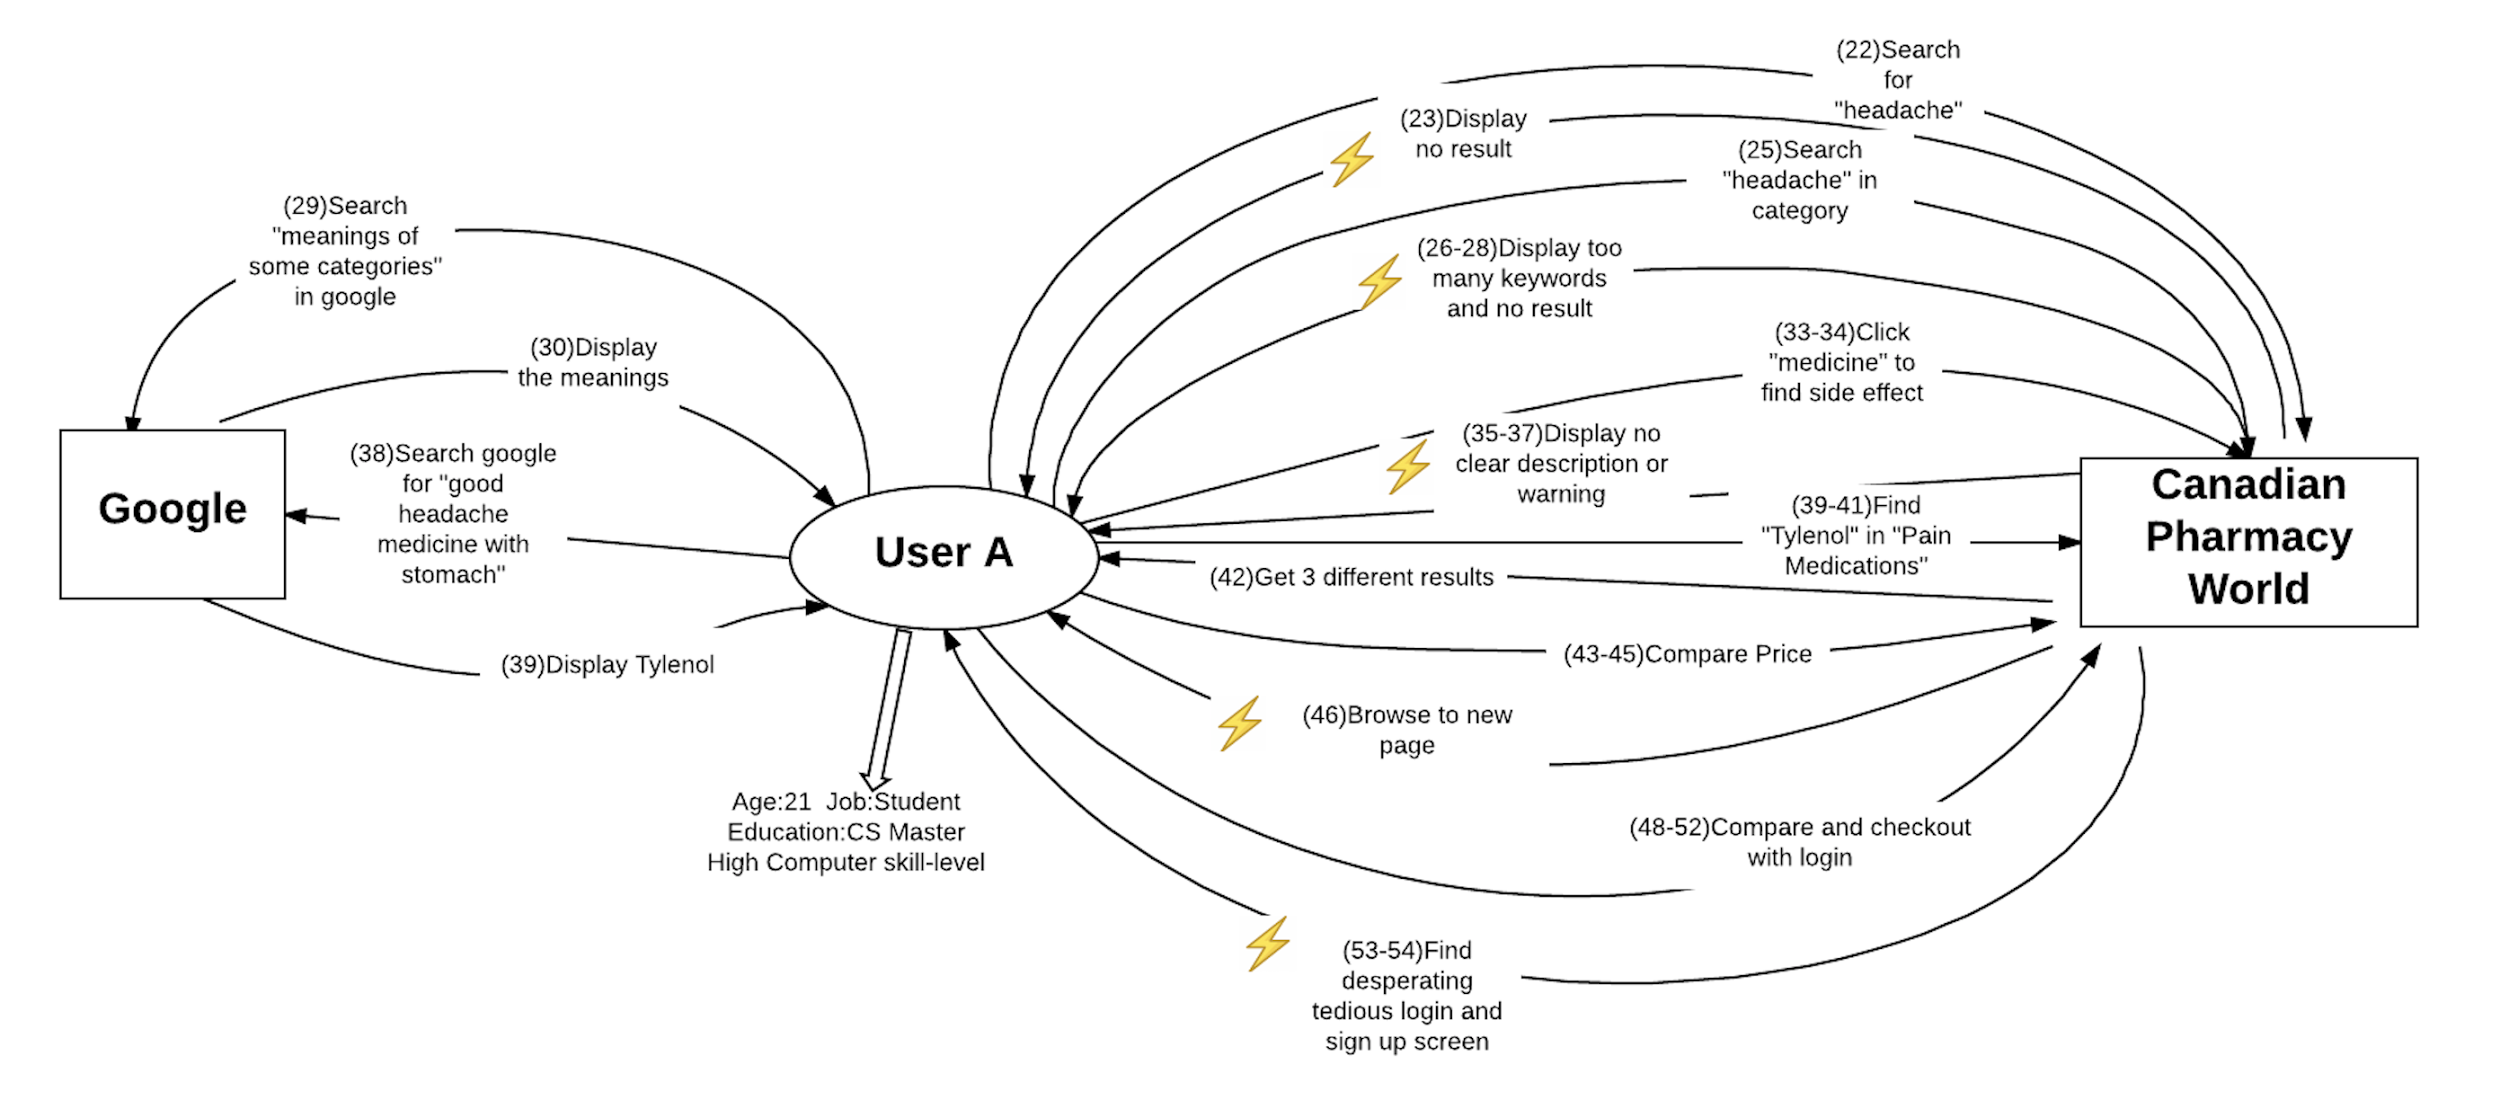 (22)Search
for
"headache"
(23)Display
no result
(25)Search
"headache" in
category
(26-28)Display too
many keywords
and no result
(29)Search
"meanings of
some categories"
in google
(30)Display
the meanings
(33-34)Click
"medicine" to
find side effect
(35-37)Display no
clear description or
warning
(38)Search google
for "good
headache
medicine with
stomach"
Google
User A
Canadian
Pharmacy
World
(39-41)Find
"Tylenol" in "Pain
Medications"
(42)Get 3 different results
(39)Display Tylenol
(43-45)Compare Price
(46)Browse to new
page
Age:21  Job:Student
Education:CS Master
High Computer skill-level
(48-52)Compare and checkout
with login
(53-54)Find
desperating
tedious login and
sign up screen